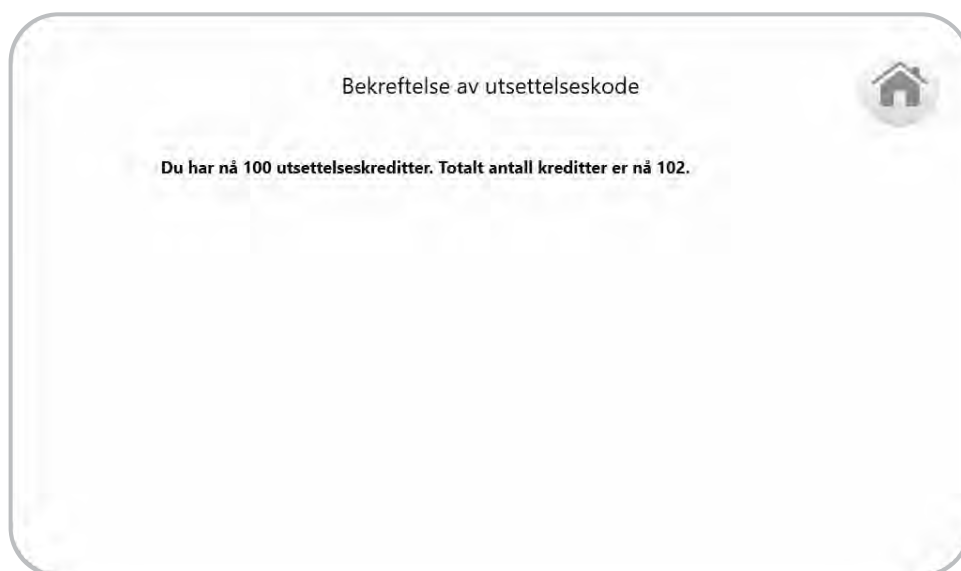 Bekreftelse av utsettelseskode
Du har nå 100 utsettelseskreditter. Totalt antall kreditter er nå 102.